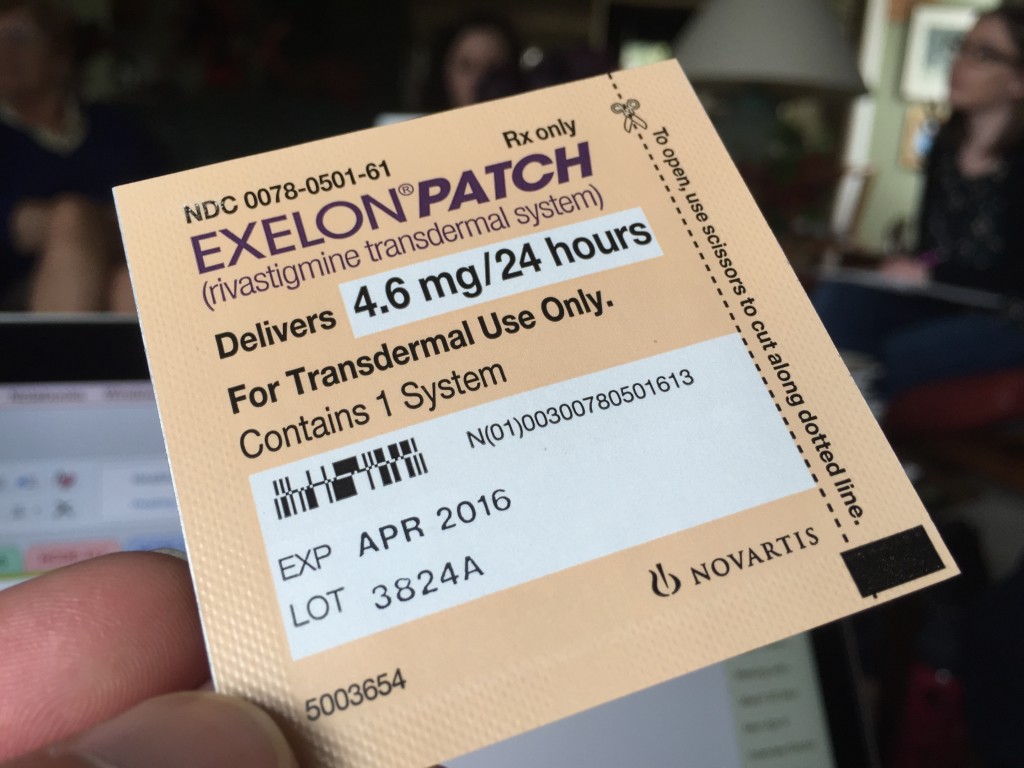 Rx only
NDC 0078-0501-61
EXELON® PATCH
(rivastigmine transdermal system)
Delivers 4.6 mg/24 hours
For Transdermal Use Only.
Contains 1 System
N(01)00300780501613
EXP APR 2016
LOT 3824A
NOVARTIS
5003654
To open, use scissors to cut along dotted line.